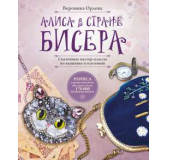 Вероника Орлова
АЛИСА В СТРАНЕ
БИСЕРА
Сказочные мастер-классы
по вышивке и плетению